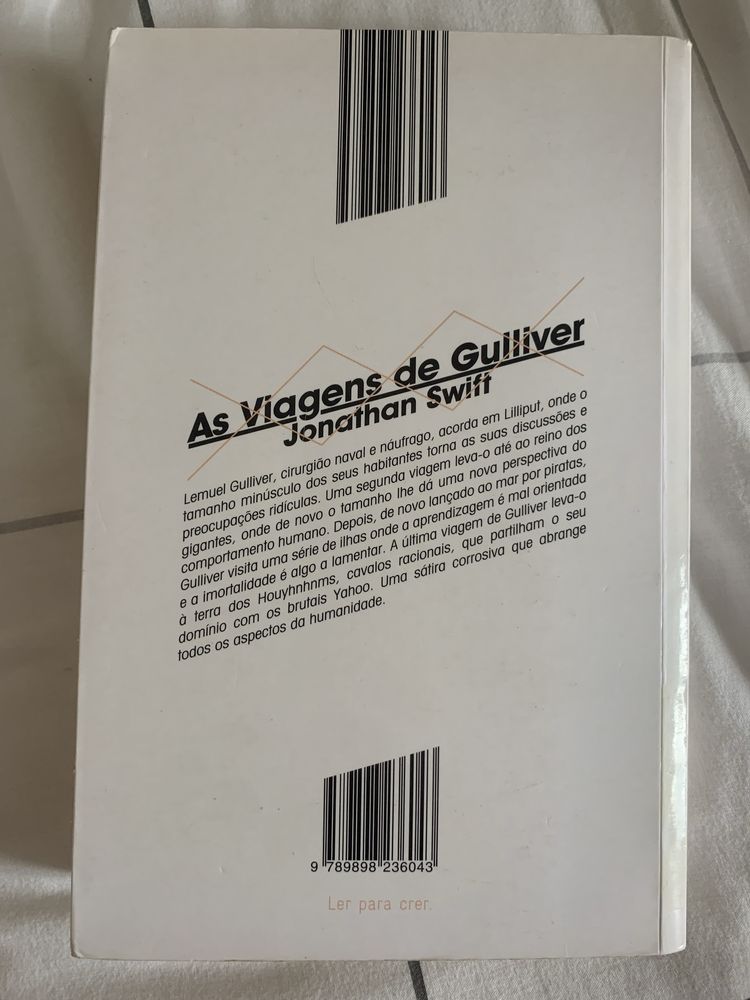 As Viagens de Gulliver
Jonathan Swift
Lemuel Gulliver, cirurgião naval e náufrago, acorda em Lilliput, onde o
tamanho minúsculo dos seus habitantes torna as suas discussões e
preocupações ridículas. Uma segunda viagem leva-o até ao reino dos
gigantes, onde de novo o tamanho lhe dá uma nova perspectiva do
comportamento humano. Depois, de novo lançado ao mar por piratas,
Gulliver visita uma série de ilhas onde a aprendizagem é mal orientada
e a imortalidade é algo a lamentar. A última viagem de Gulliver leva-o
à terra dos Houyhnhnms, cavalos racionais, que partilham o seu
domínio com os brutais Yahoo. Uma sátira corrosiva que abrange
todos os aspectos da humanidade.
9 789898 236043
Ler para crer.